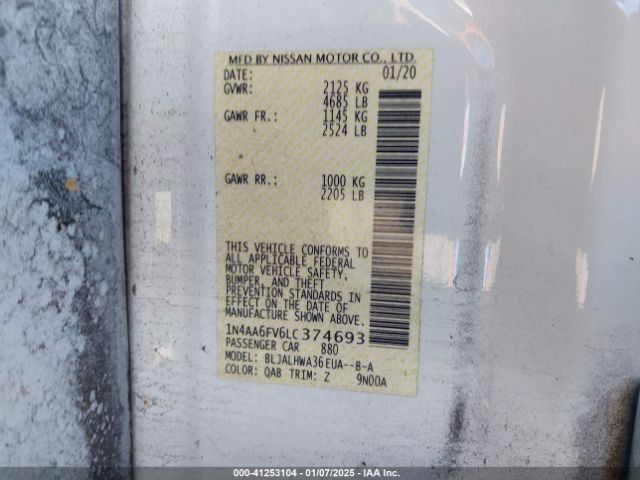 MFD BY NISSAN MOTOR CO., LTD.
DATE: 01/20
GVWR: 2125 KG
4685 LB
GAWR FR.: 1145 KG
2524 LB
GAWR RR.: 1000 KG
2205 LB
THIS VEHICLE CONFORMS TO
ALL APPLICABLE FEDERAL
MOTOR VEHICLE SAFETY,
BUMPER, AND THEFT
PREVENTION STANDARDS IN
EFFECT ON THE DATE OF
MANUFACTURE SHOWN ABOVE.
1N4AA6FV6LC374693
PASSENGER CAR 880
MODEL: BLJALHWA36EUA--B-A
COLOR: QAB TRIM: Z 9N00A
000-41253104 | 01/07/2025 | IAA Inc.